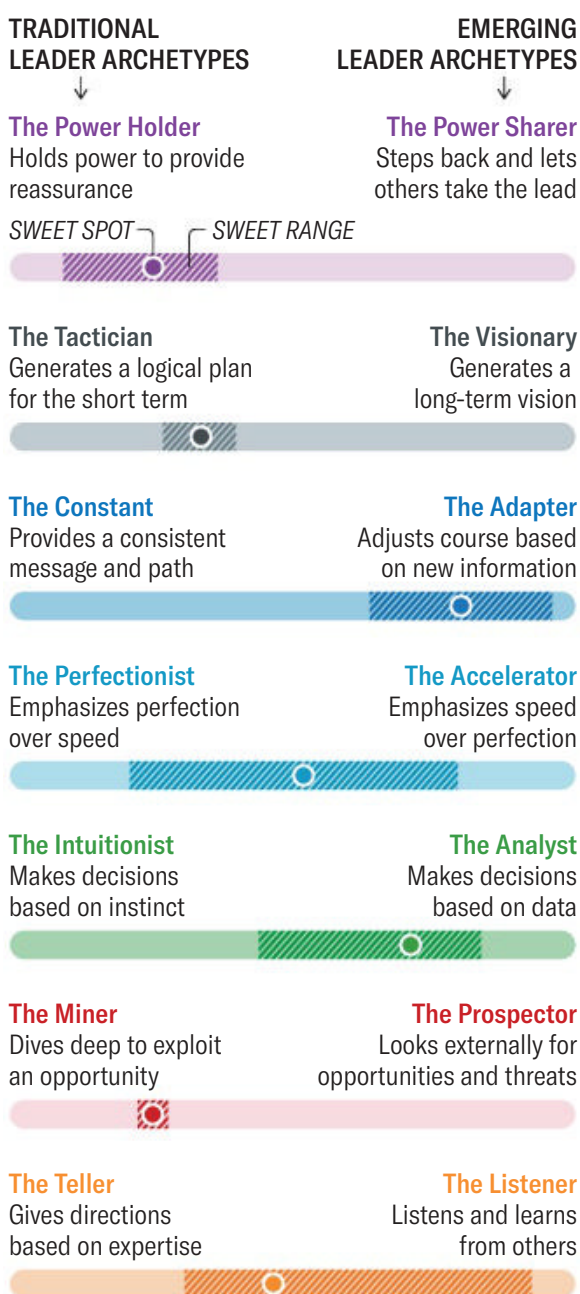 TRADITIONAL
LEADER ARCHETYPES
EMERGING
LEADER ARCHETYPES
The Power Holder
Holds power to provide
reassurance
The Power Sharer
Steps back and lets
others take the lead
SWEET SPOT
SWEET RANGE
The Tactician
Generates a logical plan
for the short term
The Visionary
Generates a
long-term vision
The Constant
Provides a consistent
message and path
The Adapter
Adjusts course based
on new information
The Perfectionist
Emphasizes perfection
over speed
The Accelerator
Emphasizes speed
over perfection
The Intuitionist
Makes decisions
based on instinct
The Analyst
Makes decisions
based on data
The Miner
Dives deep to exploit
an opportunity
The Prospector
Looks externally for
opportunities and threats
The Teller
Gives directions
based on expertise
The Listener
Listens and learns
from others